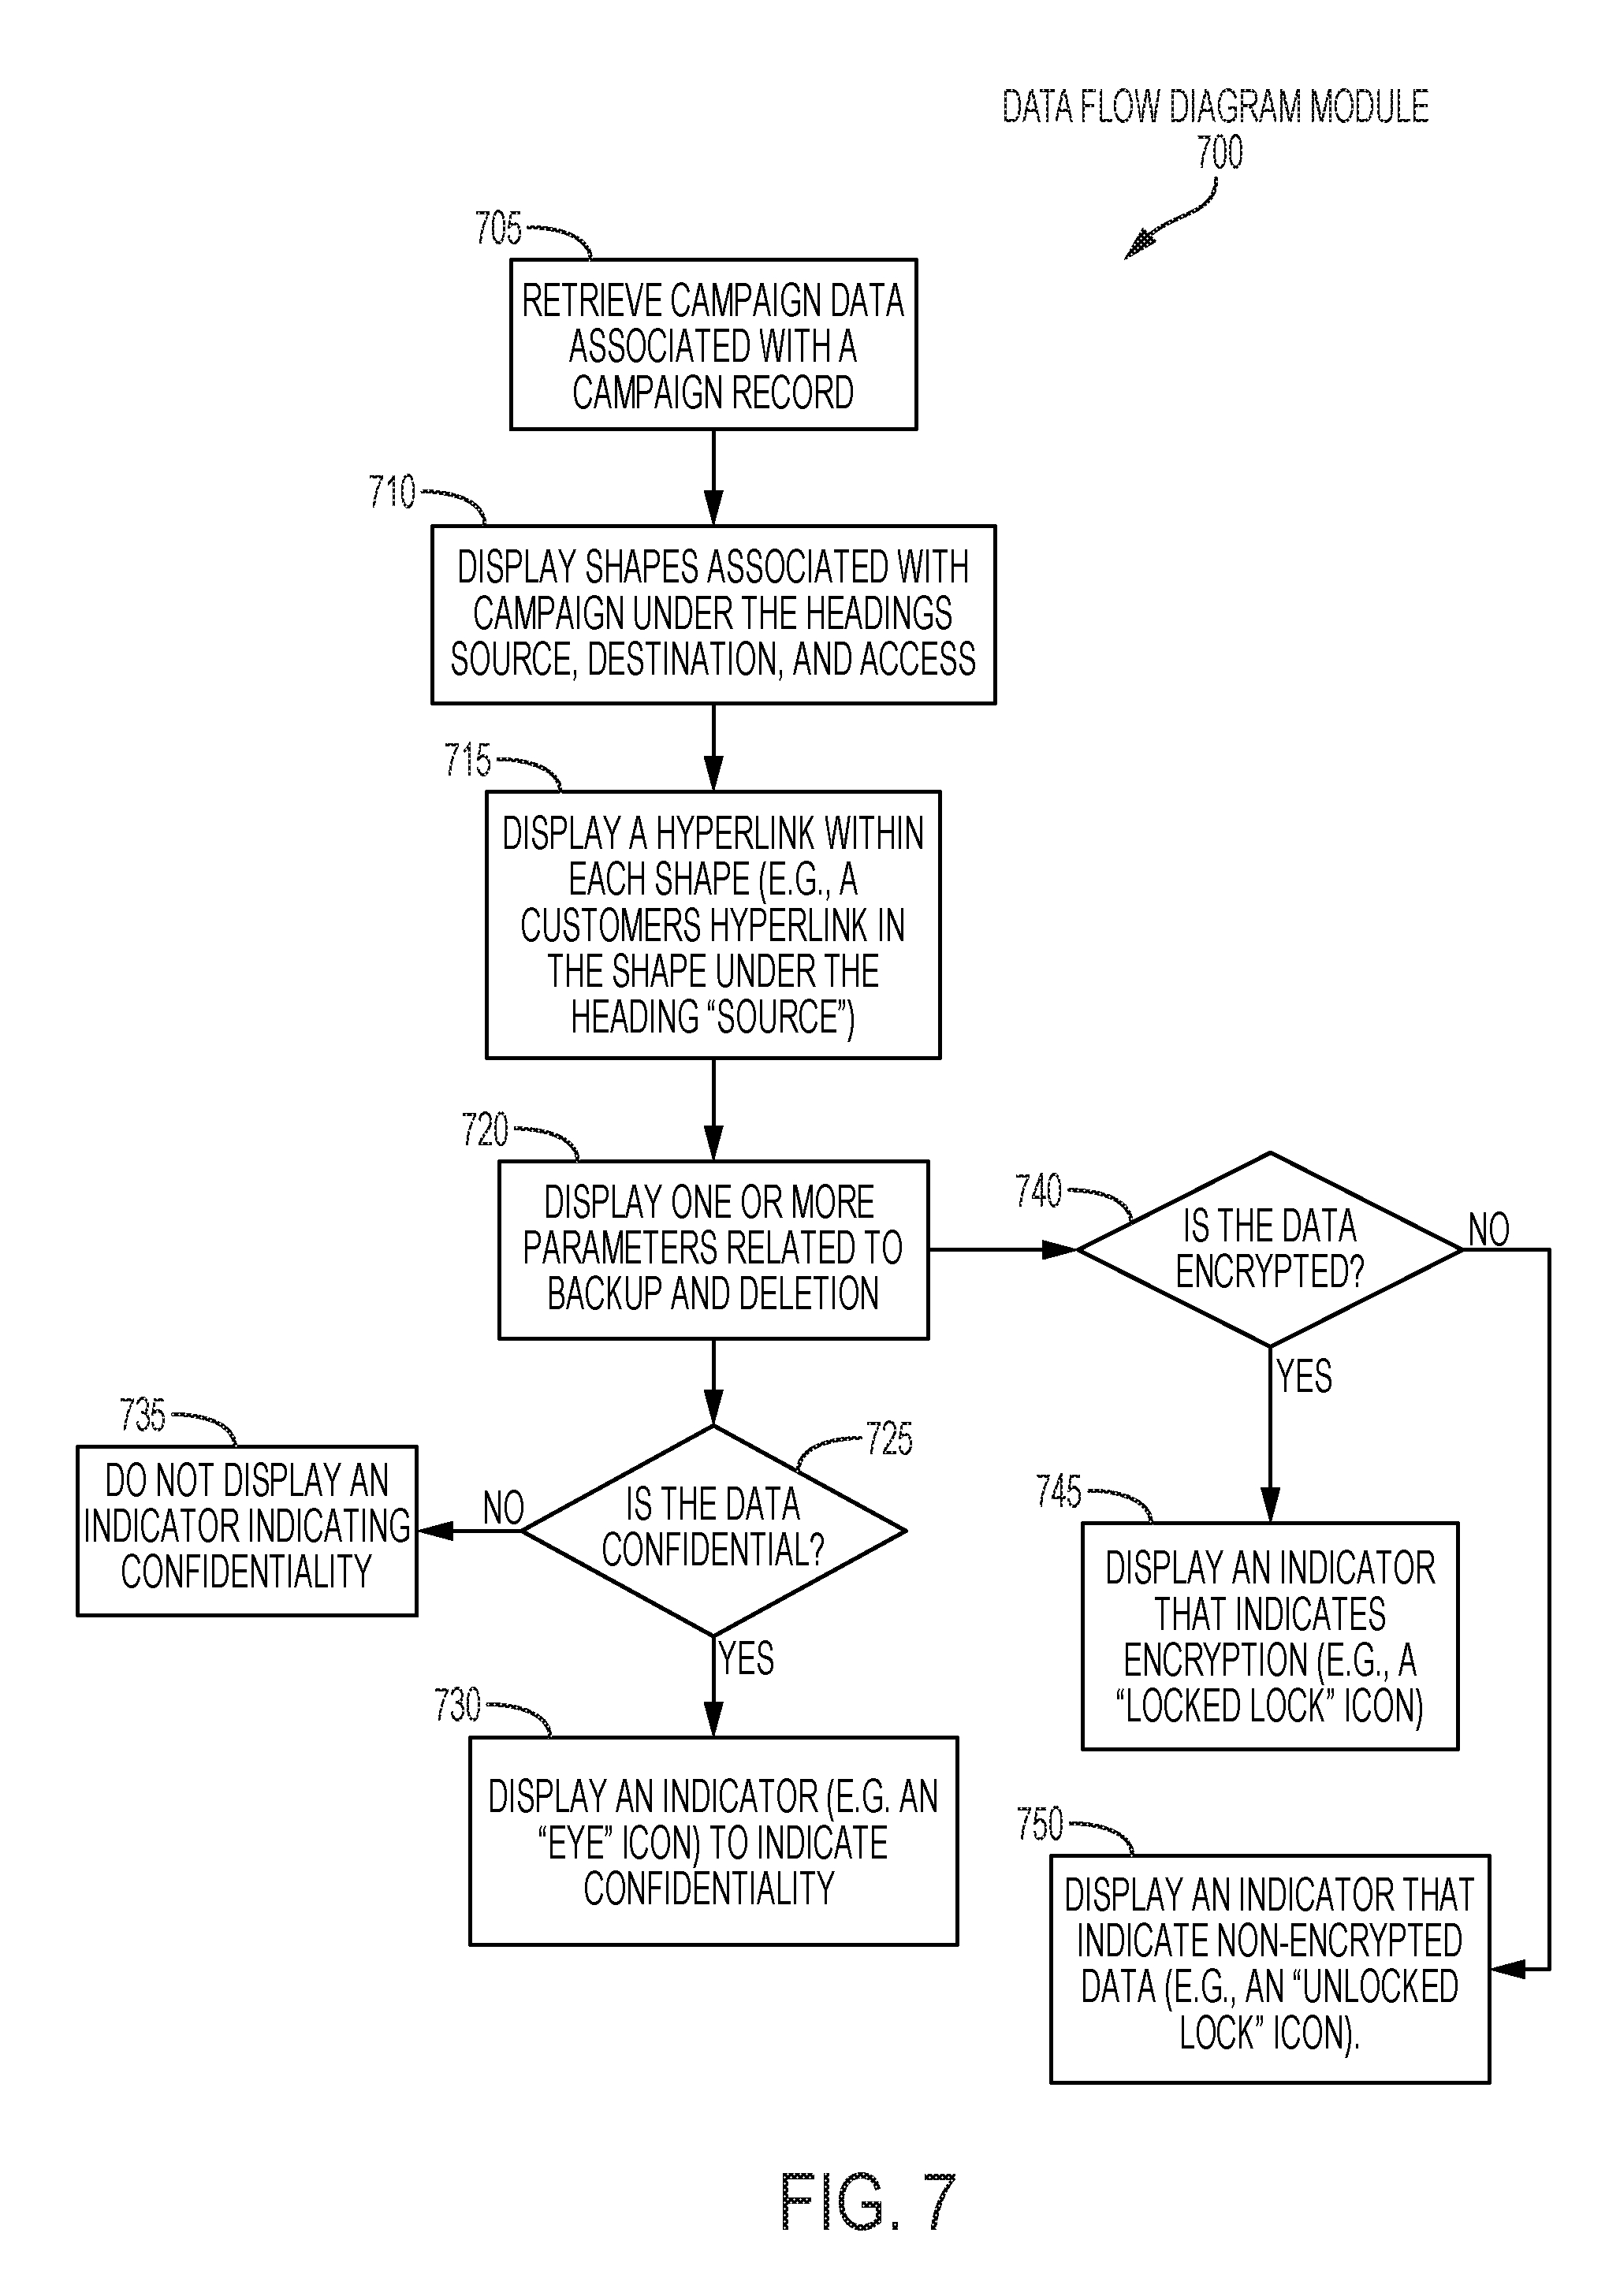 DATA FLOW DIAGRAM MODULE
700
705
RETRIEVE CAMPAIGN DATA
ASSOCIATED WITH A
CAMPAIGN RECORD
710
DISPLAY SHAPES ASSOCIATED WITH
CAMPAIGN UNDER THE HEADINGS
SOURCE, DESTINATION, AND ACCESS
715
DISPLAY A HYPERLINK WITHIN
EACH SHAPE (E.G., A
CUSTOMERS HYPERLINK IN
THE SHAPE UNDER THE
HEADING “SOURCE”)
720
DISPLAY ONE OR MORE
PARAMETERS RELATED TO
BACKUP AND DELETION
740
IS THE DATA
ENCRYPTED?
NO
YES
735
DO NOT DISPLAY AN
INDICATOR INDICATING
CONFIDENTIALITY
NO
725
IS THE DATA
CONFIDENTIAL?
YES
745
DISPLAY AN INDICATOR
THAT INDICATES
ENCRYPTION (E.G., A
“LOCKED LOCK” ICON)
730
DISPLAY AN INDICATOR (E.G. AN
“EYE” ICON) TO INDICATE
CONFIDENTIALITY
750
DISPLAY AN INDICATOR THAT
INDICATE NON-ENCRYPTED
DATA (E.G., AN “UNLOCKED
LOCK” ICON).
FIG. 7